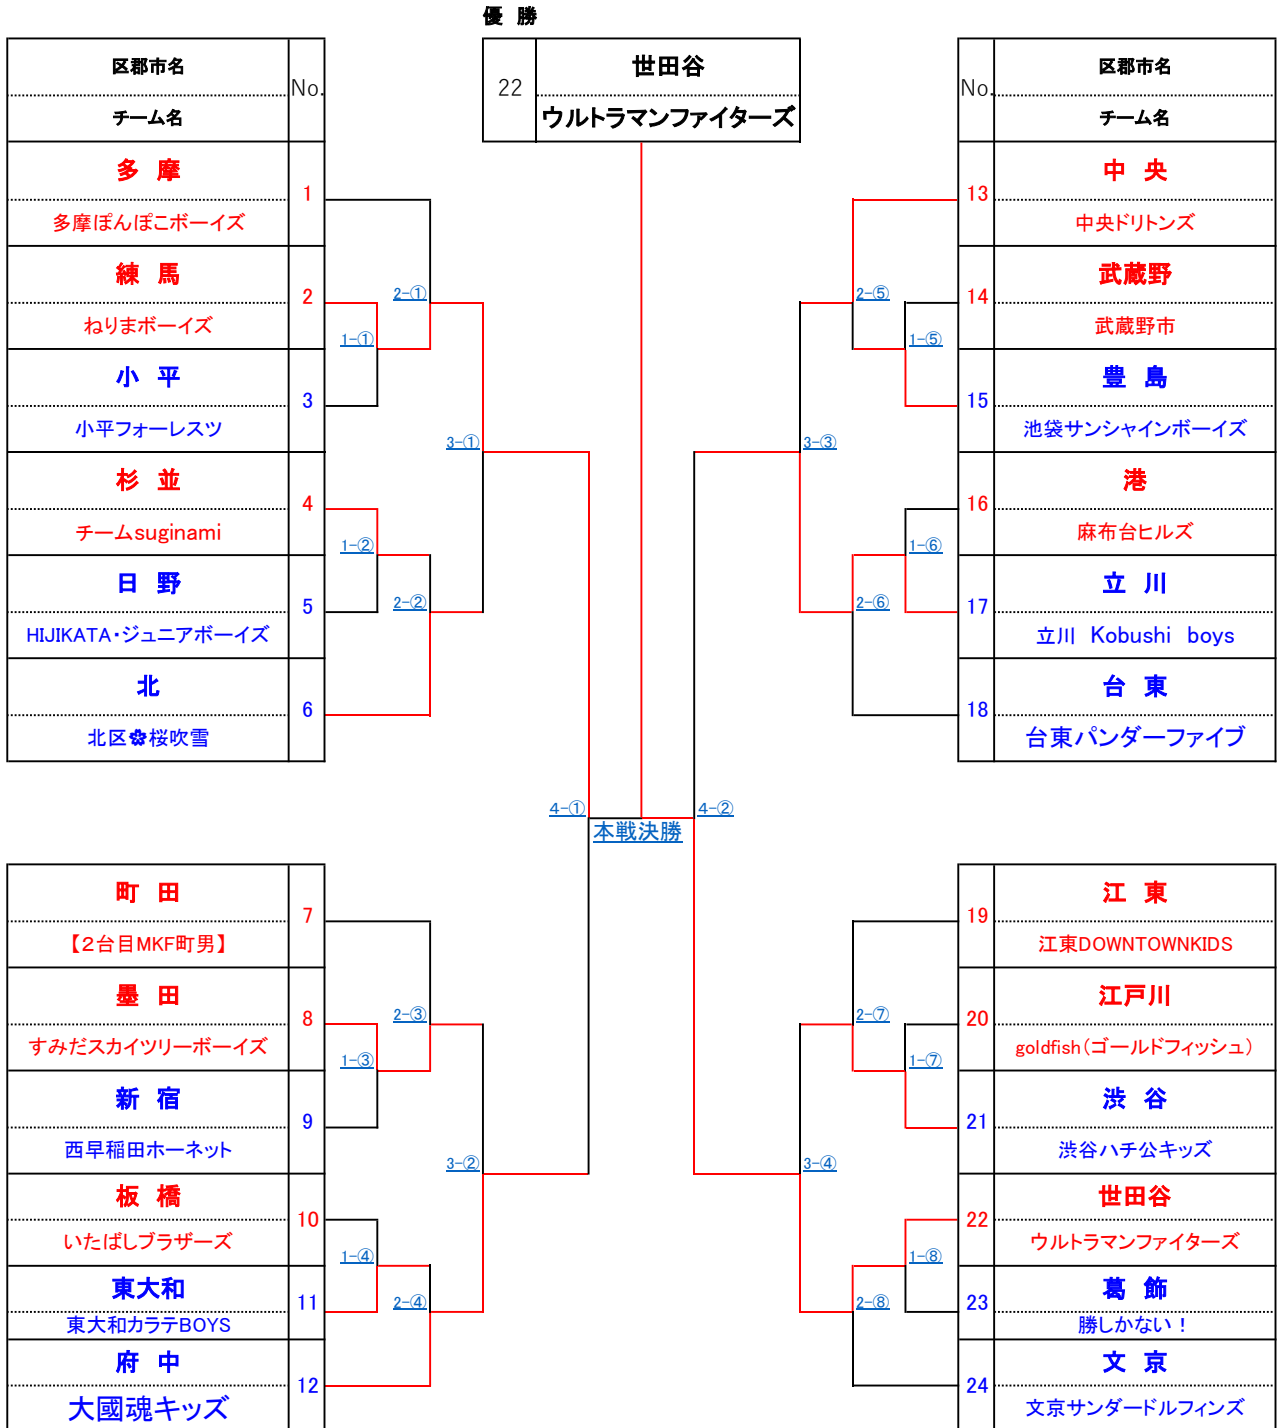 優 勝
区郡市名
No.
チーム名
22
世田谷
ウルトラマンファイターズ
区郡市名
No.
チーム名
多 摩
1
多摩ぽんぽこボーイズ
練 馬
2
ねりまボーイズ
小 平
3
小平フォーレスツ
杉 並
4
チームsuginami
日 野
5
HIJIKATA・ジュニアボーイズ
北
6
北区✿桜吹雪
1-①
2-①
3-①
1-②
2-②
中 央
13
中央ドリトンズ
武蔵野
14
武蔵野市
豊 島
15
池袋サンシャインボーイズ
港
16
麻布台ヒルズ
立 川
17
立川 Kobushi boys
台 東
18
台東パンダーファイブ
2-⑤
1-⑤
3-③
1-⑥
2-⑥
4-①
本戦決勝
4-②
町 田
7
【2台目MKF町男】
墨 田
8
すみだスカイツリーボーイズ
新 宿
9
西早稲田ホーネット
板 橋
10
いたばしブラザーズ
東大和
11
東大和カラテBOYS
府 中
12
大國魂キッズ
2-③
1-③
3-②
1-④
2-④
江 東
19
江東DOWNTOWNKIDS
江戸川
20
goldfish(ゴールドフィッシュ)
渋 谷
21
渋谷ハチ公キッズ
世田谷
22
ウルトラマンファイターズ
葛 飾
23
勝しかない！
文 京
24
文京サンダードルフィンズ
2-⑦
1-⑦
3-④
1-⑧
2-⑧